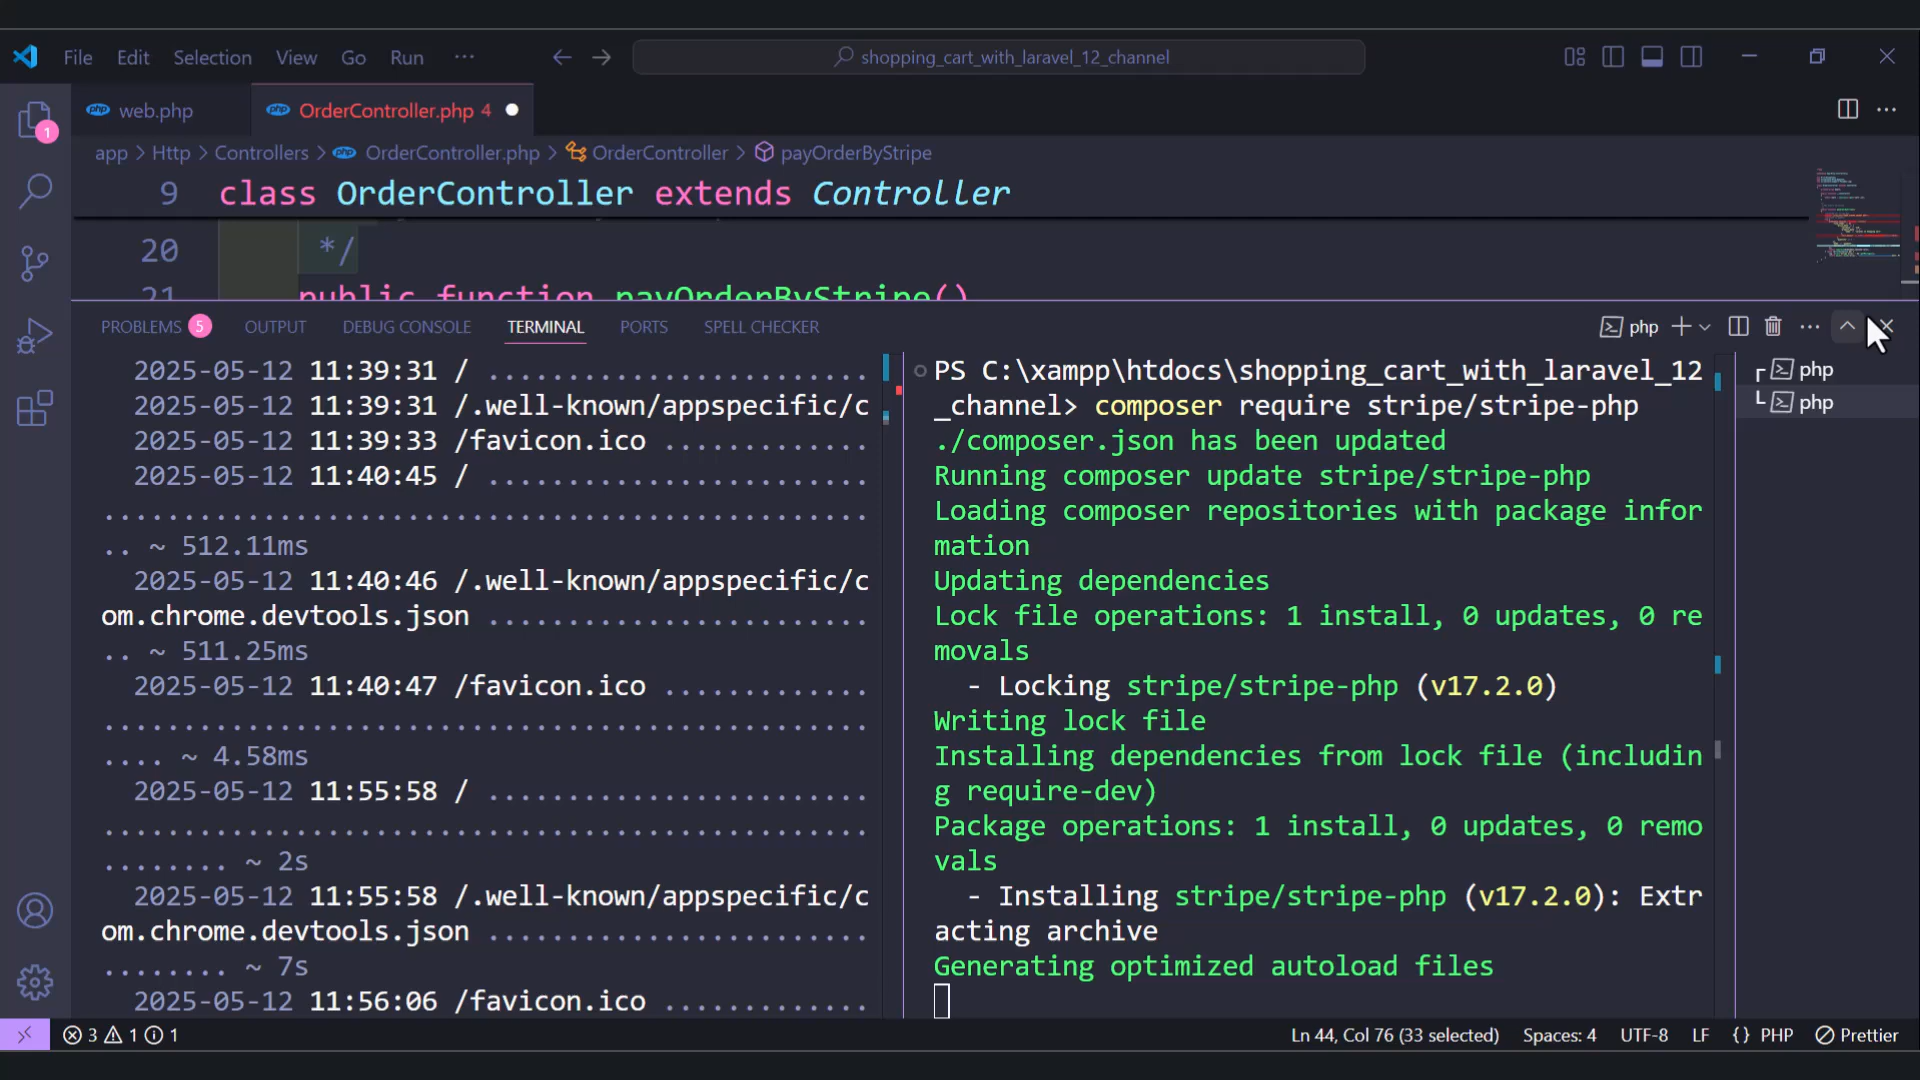 File Edit Selection View Go Run ··· shopping_cart_with_laravel_12_channel
web.php OrderController.php 4
app > Http > Controllers > OrderController.php > OrderController > payOrderByStripe
9 class OrderController extends Controller
20 */
21 public function payOrderByStripe()
PROBLEMS 5 OUTPUT DEBUG CONSOLE TERMINAL PORTS SPELL CHECKER php
2025-05-12 11:39:31 / ........................
2025-05-12 11:39:31 /.well-known/appspecific/c
2025-05-12 11:39:33 /favicon.ico .............
2025-05-12 11:40:45 / ........................
................................................
.. ~ 512.11ms
2025-05-12 11:40:46 /.well-known/appspecific/c
om.chrome.devtools.json ........................
.. ~ 511.25ms
2025-05-12 11:40:47 /favicon.ico .............
................................................
.... ~ 4.58ms
2025-05-12 11:55:58 / ........................
................................................
........ ~ 2s
2025-05-12 11:55:58 /.well-known/appspecific/c
om.chrome.devtools.json ........................
........ ~ 7s
2025-05-12 11:56:06 /favicon.ico .............
PS C:\xampp\htdocs\shopping_cart_with_laravel_12
_channel> composer require stripe/stripe-php
./composer.json has been updated
Running composer update stripe/stripe-php
Loading composer repositories with package infor
mation
Updating dependencies
Lock file operations: 1 install, 0 updates, 0 re
movals
- Locking stripe/stripe-php (v17.2.0)
Writing lock file
Installing dependencies from lock file (includin
g require-dev)
Package operations: 1 install, 0 updates, 0 remo
vals
- Installing stripe/stripe-php (v17.2.0): Extr
acting archive
Generating optimized autoload files
php
php
1
3 1 1 Ln 44, Col 76 (33 selected) Spaces: 4 UTF-8 LF {} PHP Prettier